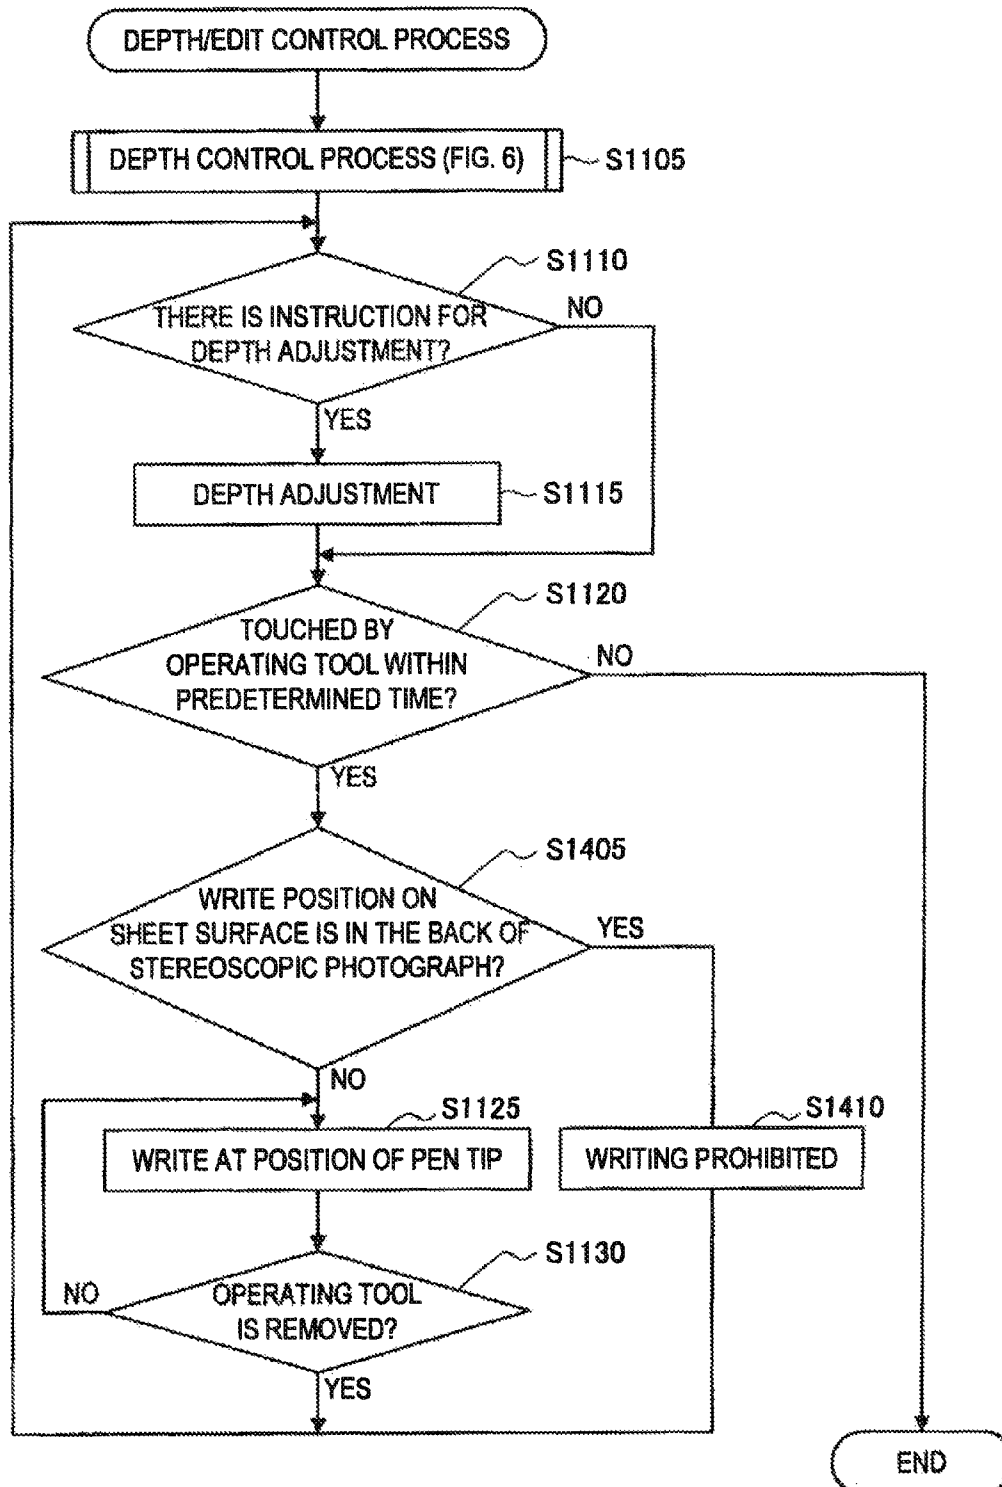 DEPTH/EDIT CONTROL PROCESS
DEPTH CONTROL PROCESS (FIG. 6)
S1105
S1110
THERE IS INSTRUCTION FOR
DEPTH ADJUSTMENT?
NO
YES
DEPTH ADJUSTMENT
S1115
S1120
TOUCHED BY
OPERATING TOOL WITHIN
PREDETERMINED TIME?
NO
YES
S1405
WRITE POSITION ON
SHEET SURFACE IS IN THE BACK OF
STEREOSCOPIC PHOTOGRAPH?
YES
NO
S1125
WRITE AT POSITION OF PEN TIP
S1410
WRITING PROHIBITED
S1130
OPERATING TOOL
IS REMOVED?
NO
YES
END